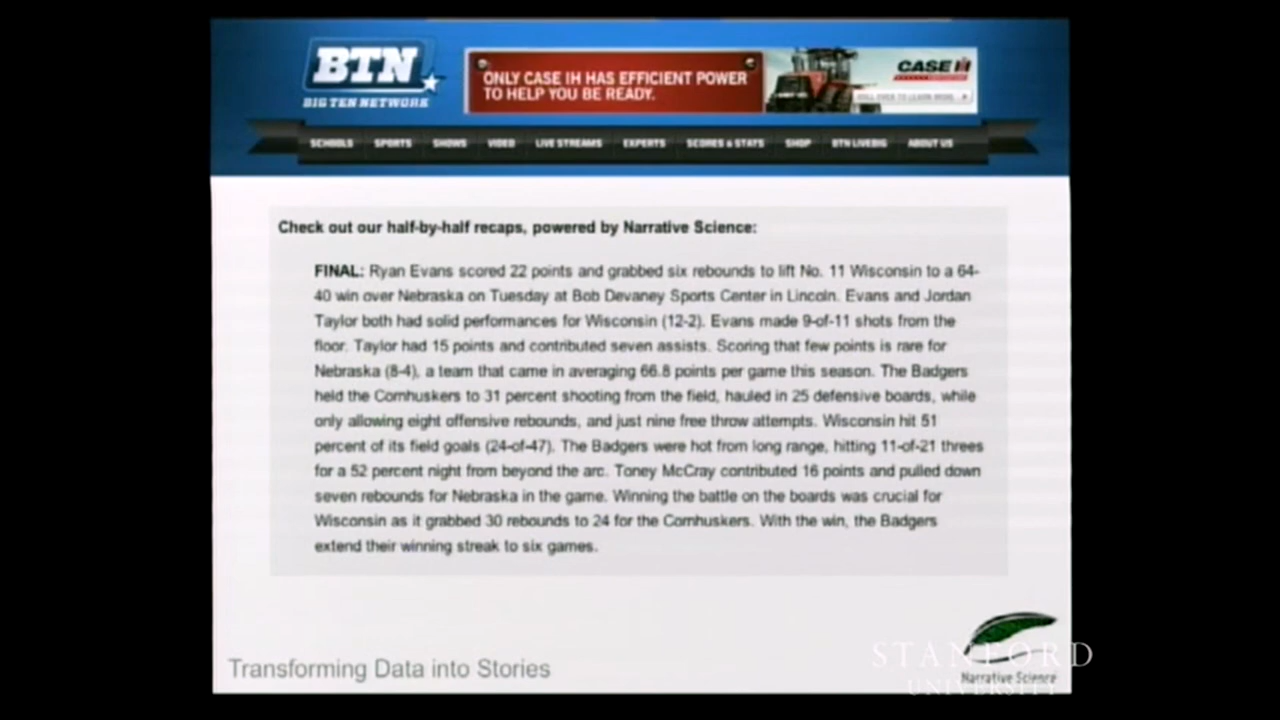 BTN
BIG TEN NETWORK
ONLY CASE IH HAS EFFICIENT POWER
TO HELP YOU BE READY.
CASE IH
ROLL OVER TO LEARN MORE
SCHOOLS SPORTS SHOWS VIDEO LIVE STREAMS EXPERTS SCORES & STATS SHOP BTN LIVEBIG ABOUT US
Check out our half-by-half recaps, powered by Narrative Science:
FINAL: Ryan Evans scored 22 points and grabbed six rebounds to lift No. 11 Wisconsin to a 64-
40 win over Nebraska on Tuesday at Bob Devaney Sports Center in Lincoln. Evans and Jordan
Taylor both had solid performances for Wisconsin (12-2). Evans made 9-of-11 shots from the
floor. Taylor had 15 points and contributed seven assists. Scoring that few points is rare for
Nebraska (8-4), a team that came in averaging 66.8 points per game this season. The Badgers
held the Cornhuskers to 31 percent shooting from the field, hauled in 25 defensive boards, while
only allowing eight offensive rebounds, and just nine free throw attempts. Wisconsin hit 51
percent of its field goals (24-of-47). The Badgers were hot from long range, hitting 11-of-21 threes
for a 52 percent night from beyond the arc. Toney McCray contributed 16 points and pulled down
seven rebounds for Nebraska in the game. Winning the battle on the boards was crucial for
Wisconsin as it grabbed 30 rebounds to 24 for the Cornhuskers. With the win, the Badgers
extend their winning streak to six games.
Transforming Data into Stories
STANFORD
UNIVERSITY
Narrative Science